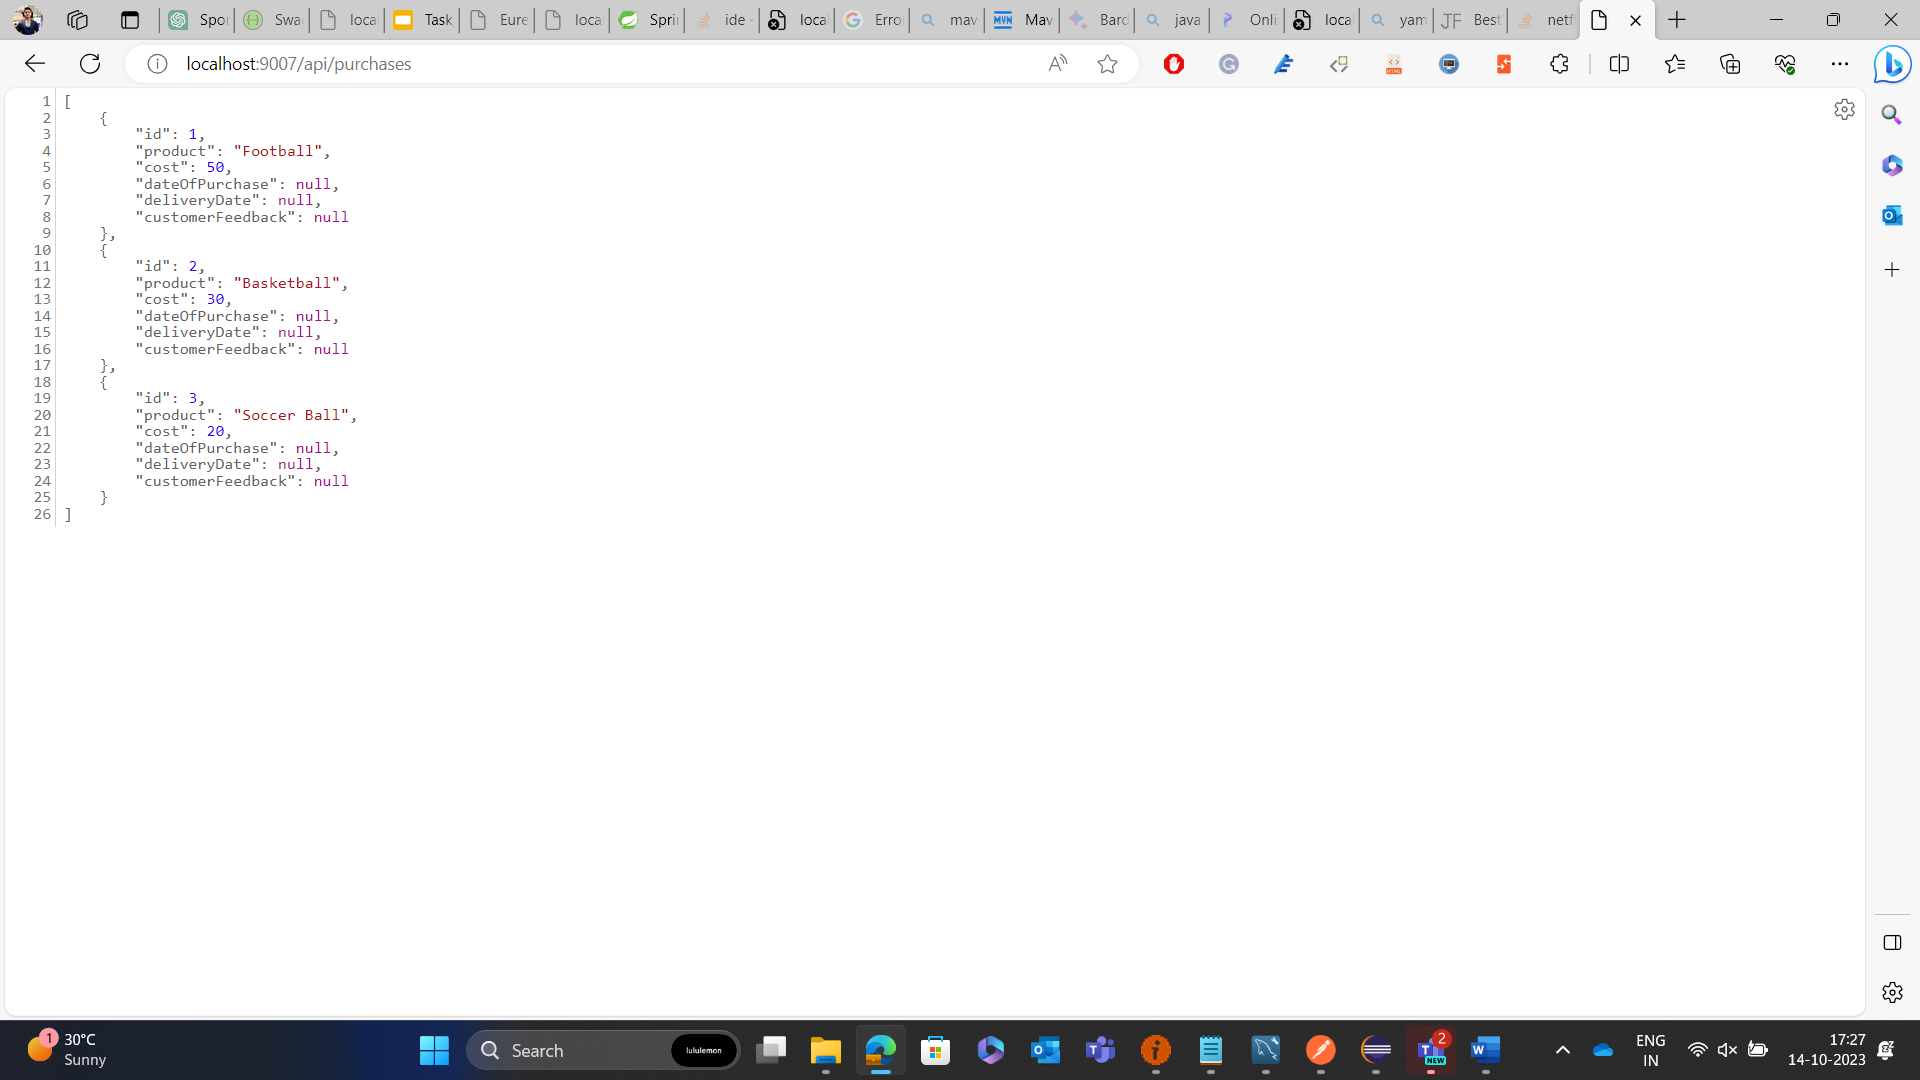 Spor
Swa
loca
Task
Eure
loca
Sprin
ide -
loca
Erro
mav
MVN Mav
Bard
java
Onli
loca
yam
JF Best
netf
localhost:9007/api/purchases
1 [
2 {
3 "id": 1,
4 "product": "Football",
5 "cost": 50,
6 "dateOfPurchase": null,
7 "deliveryDate": null,
8 "customerFeedback": null
9 },
10 {
11 "id": 2,
12 "product": "Basketball",
13 "cost": 30,
14 "dateOfPurchase": null,
15 "deliveryDate": null,
16 "customerFeedback": null
17 },
18 {
19 "id": 3,
20 "product": "Soccer Ball",
21 "cost": 20,
22 "dateOfPurchase": null,
23 "deliveryDate": null,
24 "customerFeedback": null
25 }
26 ]
1
30°C
Sunny
Search
lululemon
2
NEW
ENG
IN
17:27
14-10-2023